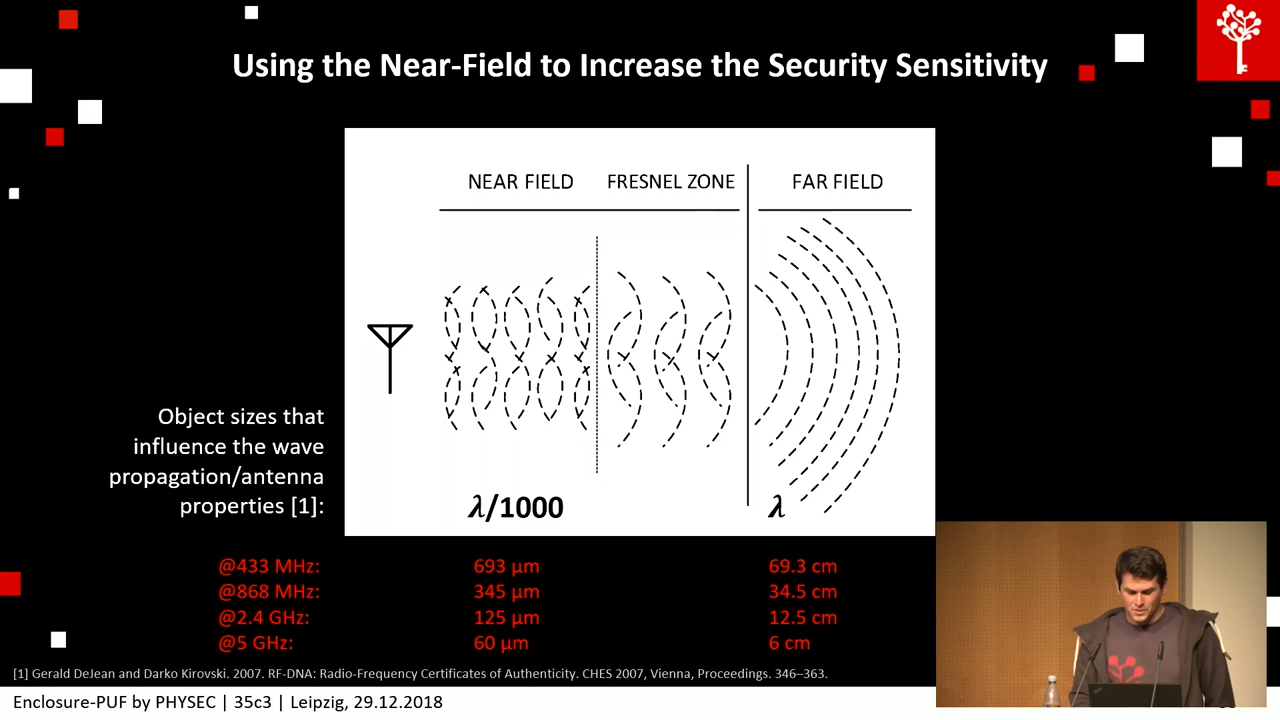 Using the Near-Field to Increase the Security Sensitivity
NEAR FIELD
FRESNEL ZONE
FAR FIELD
Object sizes that
influence the wave
propagation/antenna
properties [1]:
λ/1000
λ
@433 MHz: 693 µm 69.3 cm
@868 MHz: 345 µm 34.5 cm
@2.4 GHz: 125 µm 12.5 cm
@5 GHz: 60 µm 6 cm
[1] Gerald DeJean and Darko Kirovski. 2007. RF-DNA: Radio-Frequency Certificates of Authenticity. CHES 2007, Vienna, Proceedings. 346–363.
Enclosure-PUF by PHYSEC | 35c3 | Leipzig, 29.12.2018